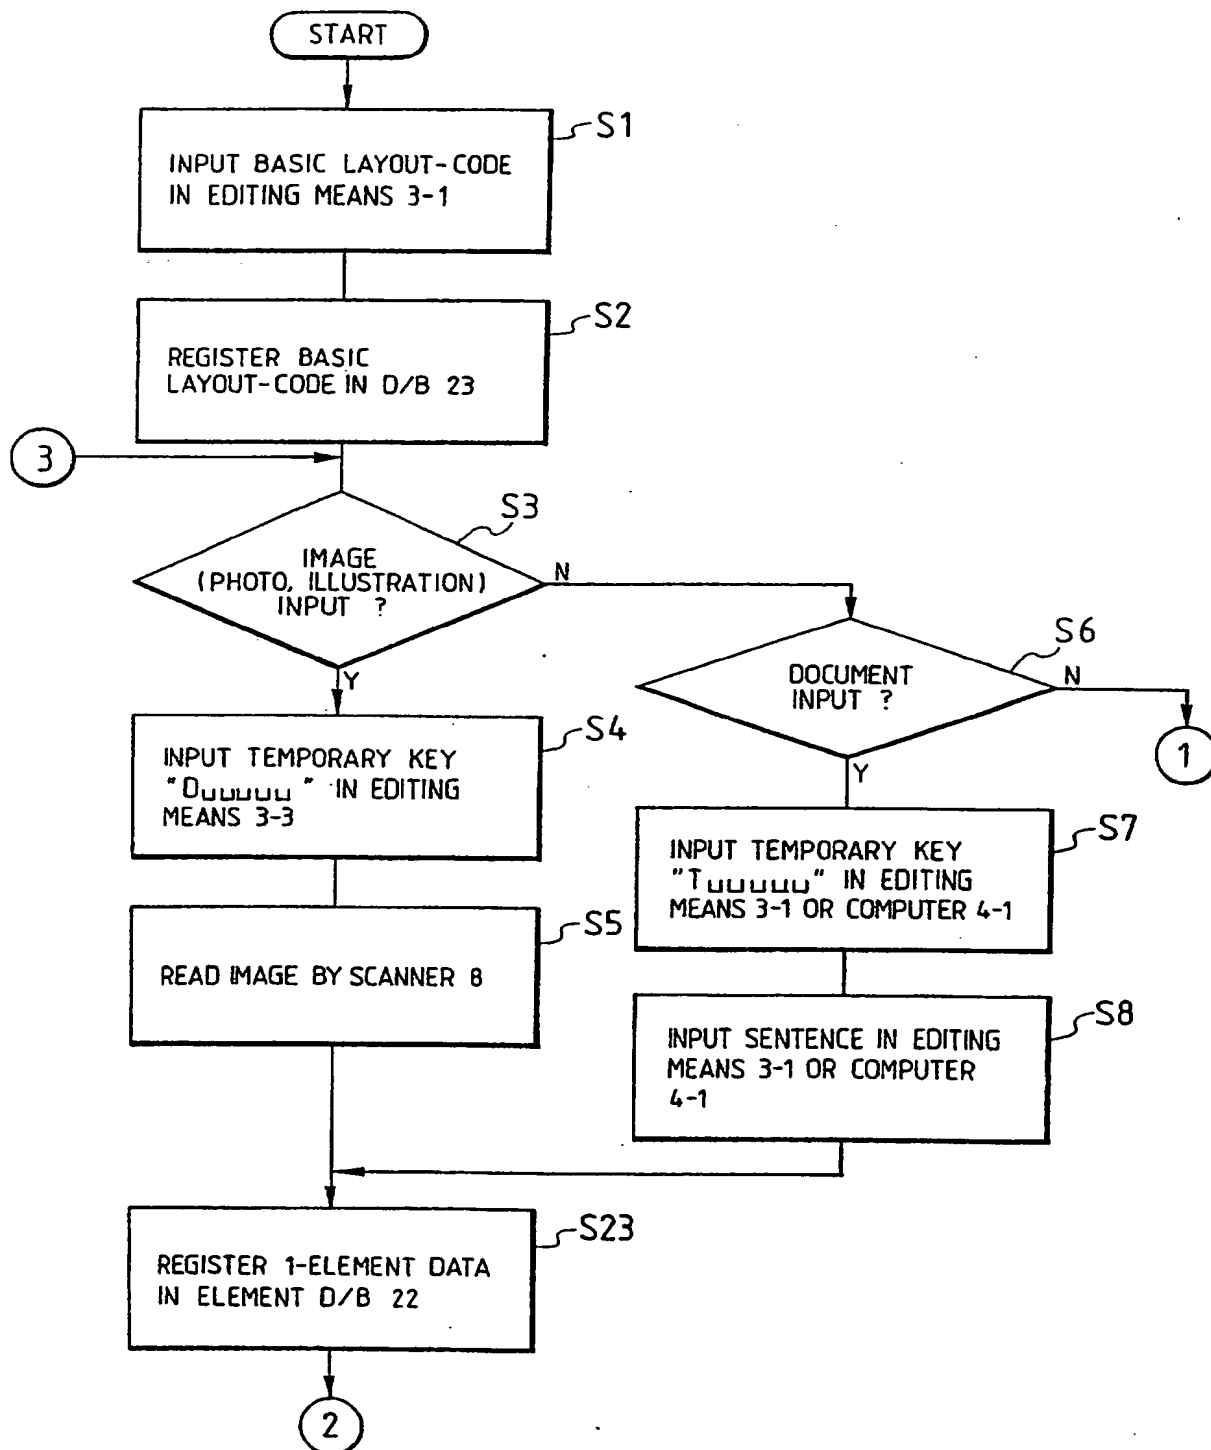 START
S1
INPUT BASIC LAYOUT-CODE
IN EDITING MEANS 3-1
S2
REGISTER BASIC
LAYOUT-CODE IN D/B 23
3
S3
IMAGE
(PHOTO, ILLUSTRATION)
INPUT ?
N
Y
S6
DOCUMENT
INPUT ?
N
Y
1
S4
INPUT TEMPORARY KEY
"D␣␣␣␣␣" IN EDITING
MEANS 3-3
S7
INPUT TEMPORARY KEY
"T␣␣␣␣␣" IN EDITING
MEANS 3-1 OR COMPUTER 4-1
S5
READ IMAGE BY SCANNER 8
S8
INPUT SENTENCE IN EDITING
MEANS 3-1 OR COMPUTER
4-1
S23
REGISTER 1-ELEMENT DATA
IN ELEMENT D/B 22
2